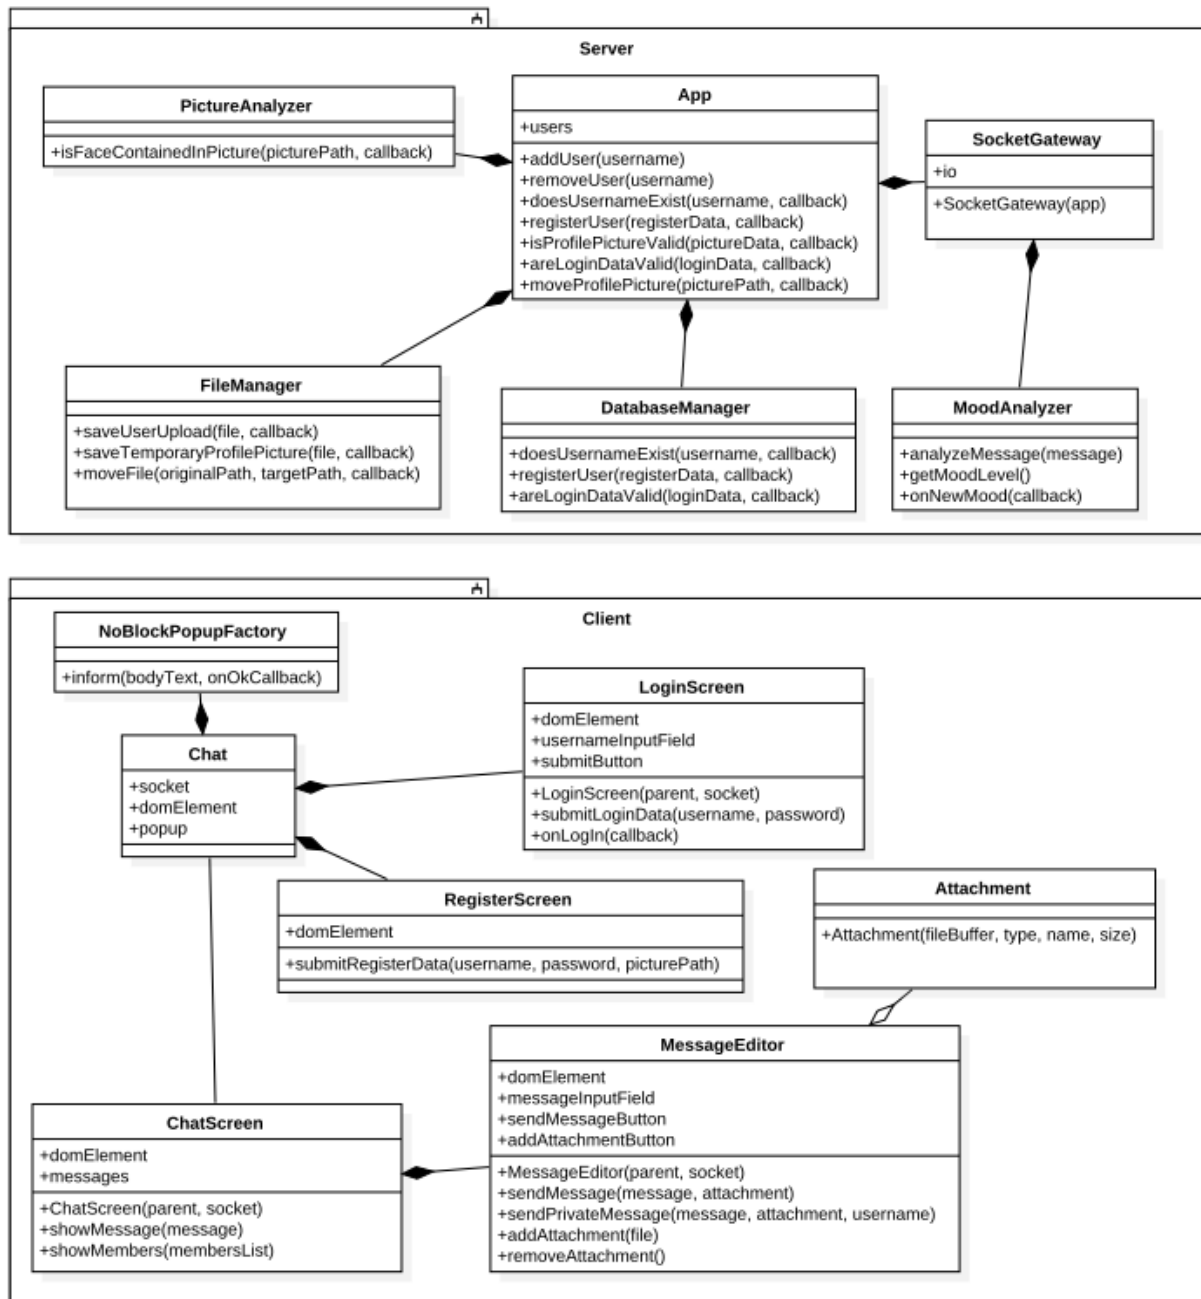 Server
PictureAnalyzer
+isFaceContainedInPicture(picturePath, callback)
App
+users
+addUser(username)
+removeUser(username)
+doesUsernameExist(username, callback)
+registerUser(registerData, callback)
+isProfilePictureValid(pictureData, callback)
+areLoginDataValid(loginData, callback)
+moveProfilePicture(picturePath, callback)
SocketGateway
+io
+SocketGateway(app)
FileManager
+saveUserUpload(file, callback)
+saveTemporaryProfilePicture(file, callback)
+moveFile(originalPath, targetPath, callback)
DatabaseManager
+doesUsernameExist(username, callback)
+registerUser(registerData, callback)
+areLoginDataValid(loginData, callback)
MoodAnalyzer
+analyzeMessage(message)
+getMoodLevel()
+onNewMood(callback)
Client
NoBlockPopupFactory
+inform(bodyText, onOkCallback)
Chat
+socket
+domElement
+popup
LoginScreen
+domElement
+usernameInputField
+submitButton
+LoginScreen(parent, socket)
+submitLoginData(username, password)
+onLogIn(callback)
RegisterScreen
+domElement
+submitRegisterData(username, password, picturePath)
Attachment
+Attachment(fileBuffer, type, name, size)
MessageEditor
+domElement
+messageInputField
+sendMessageButton
+addAttachmentButton
+MessageEditor(parent, socket)
+sendMessage(message, attachment)
+sendPrivateMessage(message, attachment, username)
+addAttachment(file)
+removeAttachment()
ChatScreen
+domElement
+messages
+ChatScreen(parent, socket)
+showMessage(message)
+showMembers(membersList)